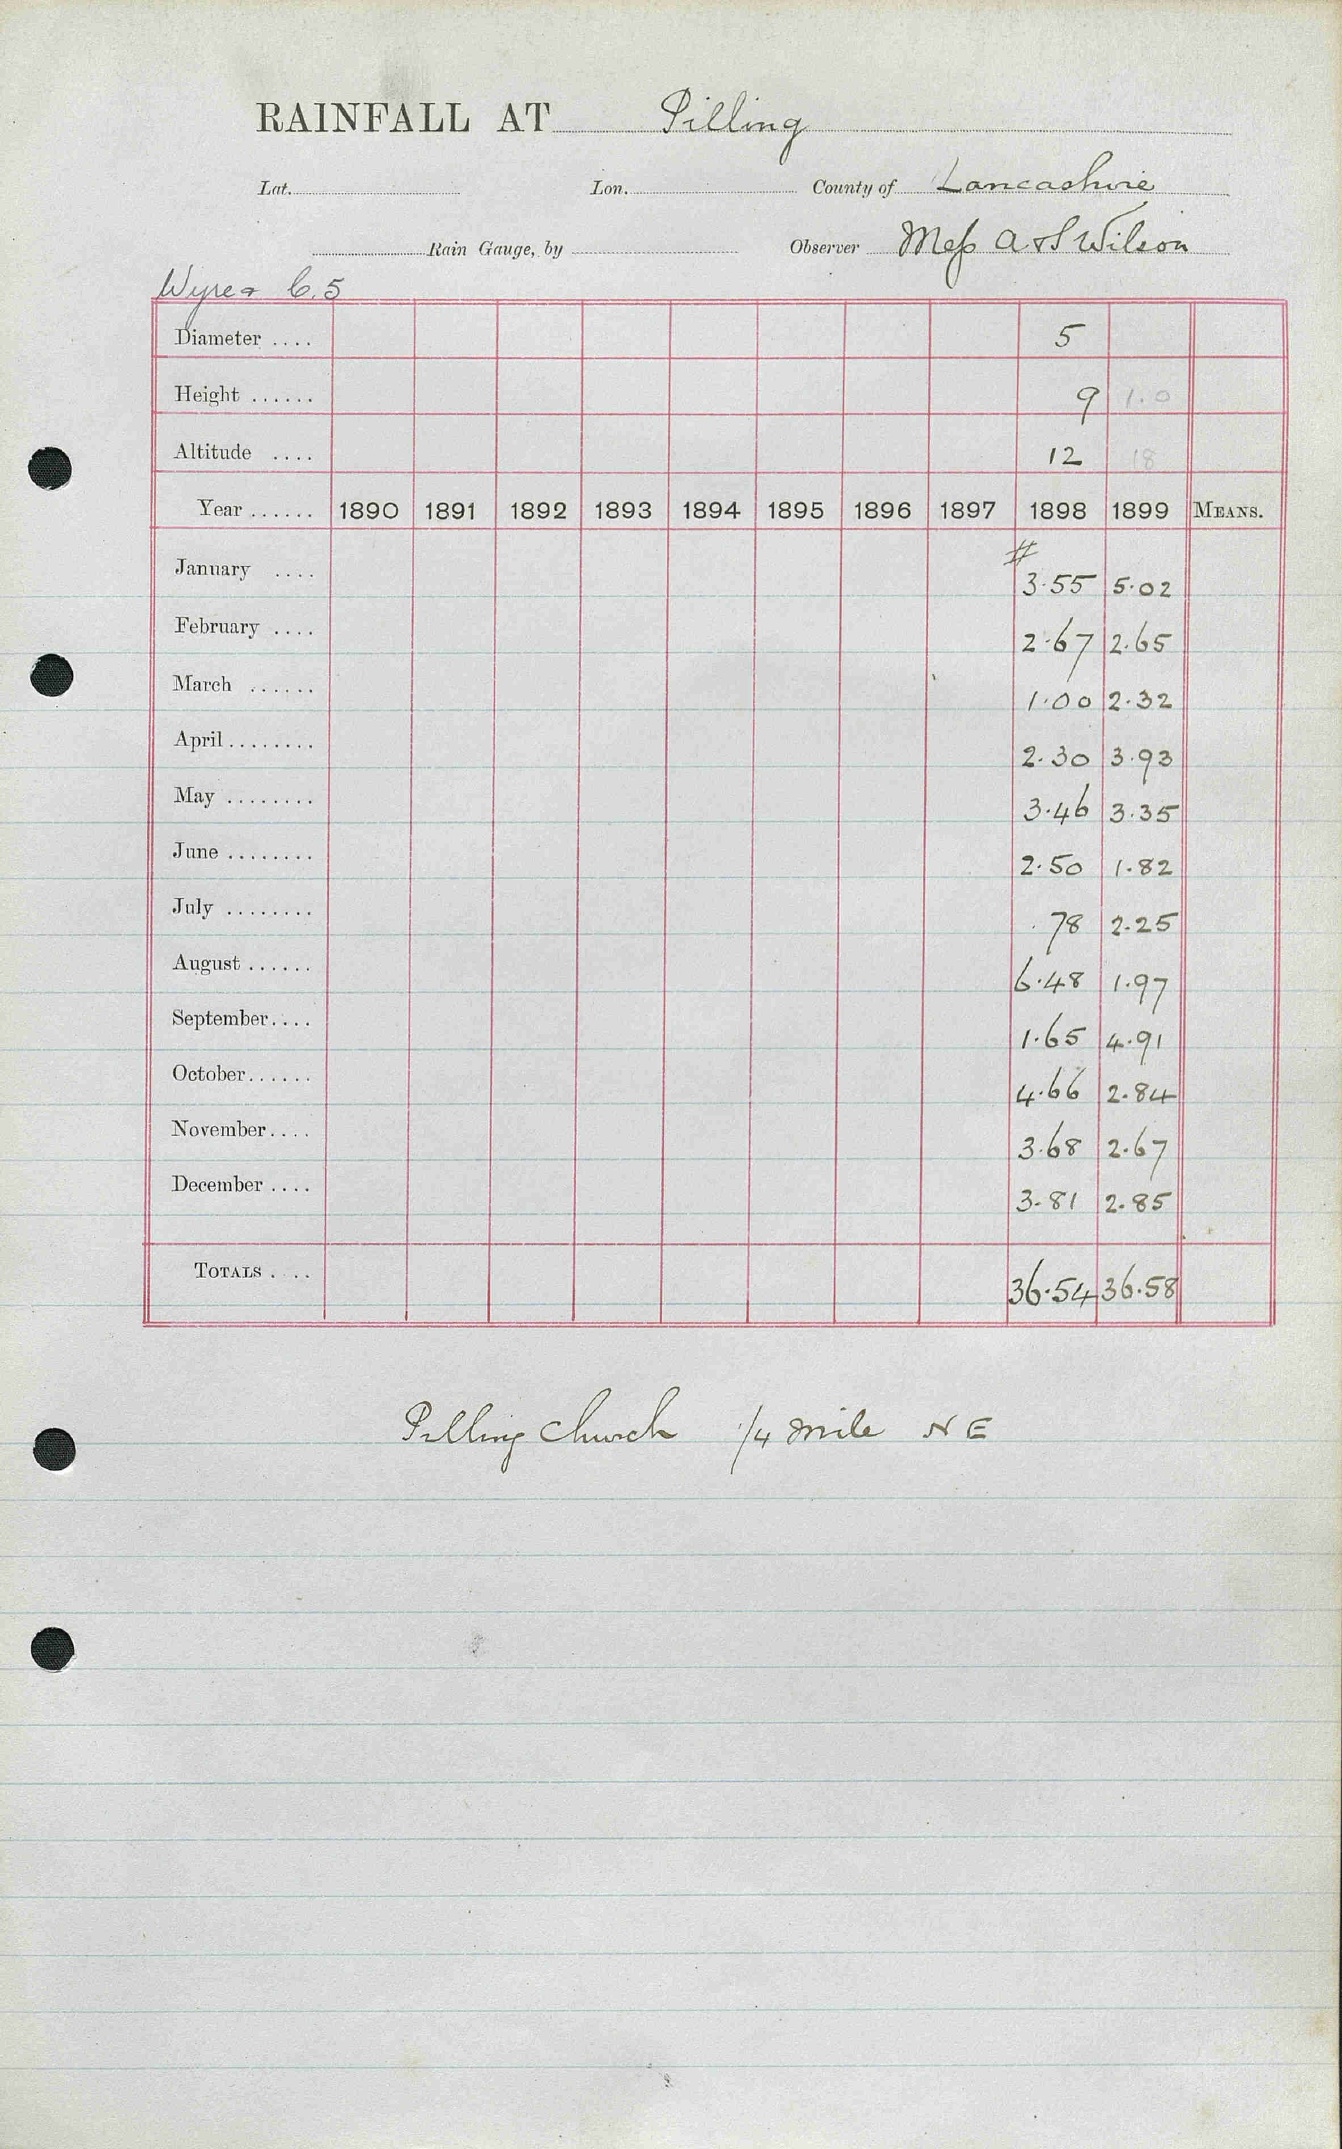 RAINFALL AT Pilling
Lat. Lon. County of Lancashire
Rain Gauge, by Observer Mess A & S Wilson
Wyre & C. 5
Diameter .... 5
Height ...... 9 1.0
Altitude .... 12 18
Year ...... 1890 1891 1892 1893 1894 1895 1896 1897 1898 1899 MEANS.
#
January .... 3.55 5.02
February .... 2.67 2.65
March ...... 1.00 2.32
April ........ 2.30 3.93
May ........ 3.46 3.35
June ........ 2.50 1.82
July ........ .78 2.25
August ...... 6.48 1.97
September.... 1.65 4.91
October...... 4.66 2.84
November.... 3.68 2.67
December .... 3.81 2.85
TOTALS .... 36.54 36.58
Pilling Church 1/4 mile N E